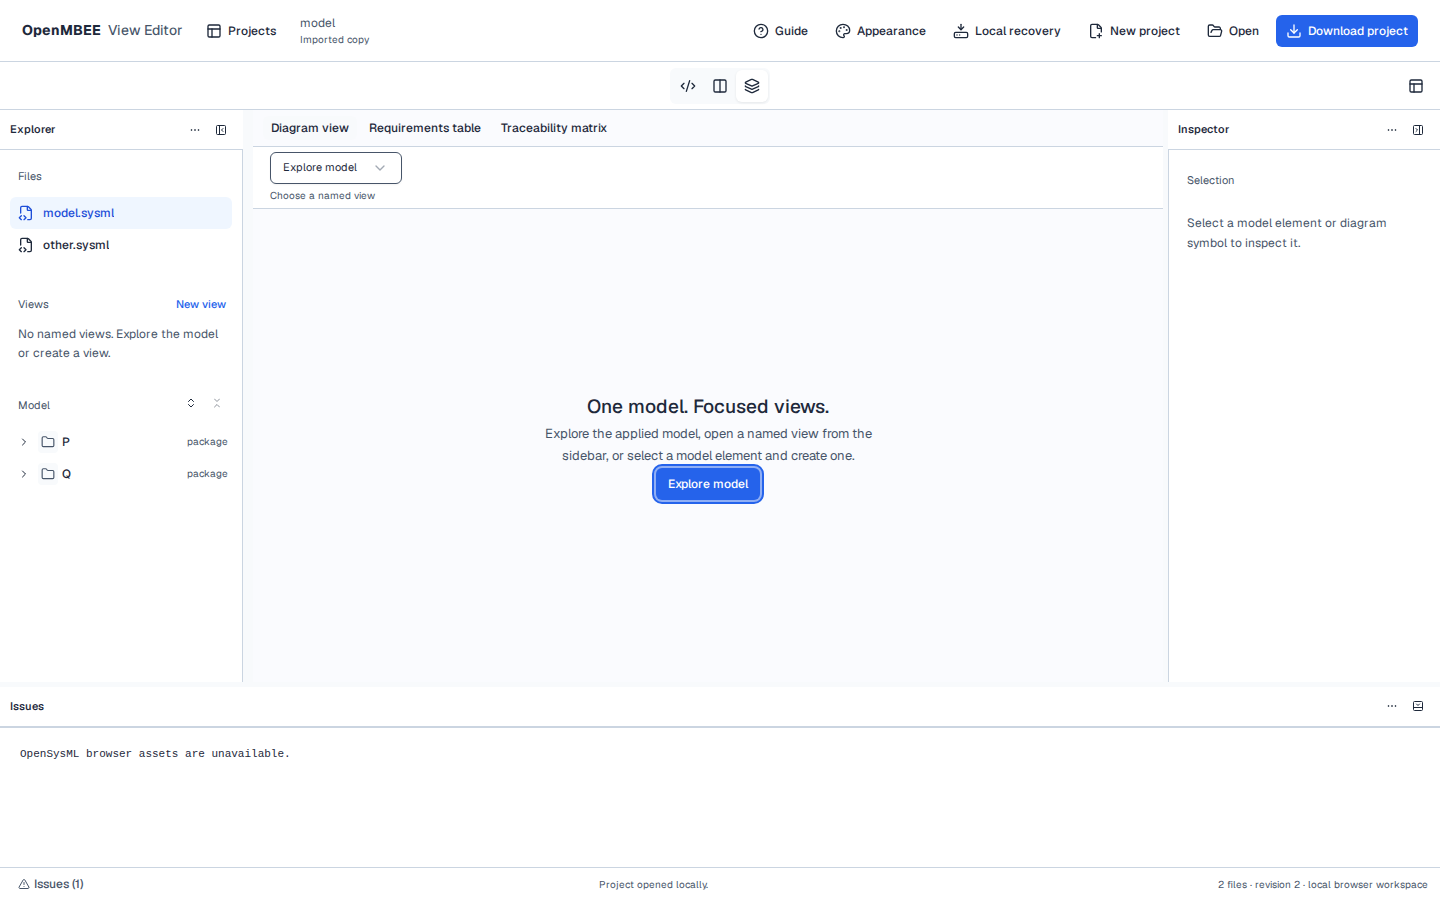 OpenMBEE View Editor
Projects
model
Imported copy
Guide
Appearance
Local recovery
New project
Open
Download project
Explorer
Files
model.sysml
other.sysml
Views
New view
No named views. Explore the model
or create a view.
Model
P
package
Q
package
Diagram view
Requirements table
Traceability matrix
Explore model
Choose a named view
One model. Focused views.
Explore the applied model, open a named view from the
sidebar, or select a model element and create one.
Explore model
Inspector
Selection
Select a model element or diagram
symbol to inspect it.
Issues
OpenSysML browser assets are unavailable.
Issues (1)
Project opened locally.
2 files · revision 2 · local browser workspace